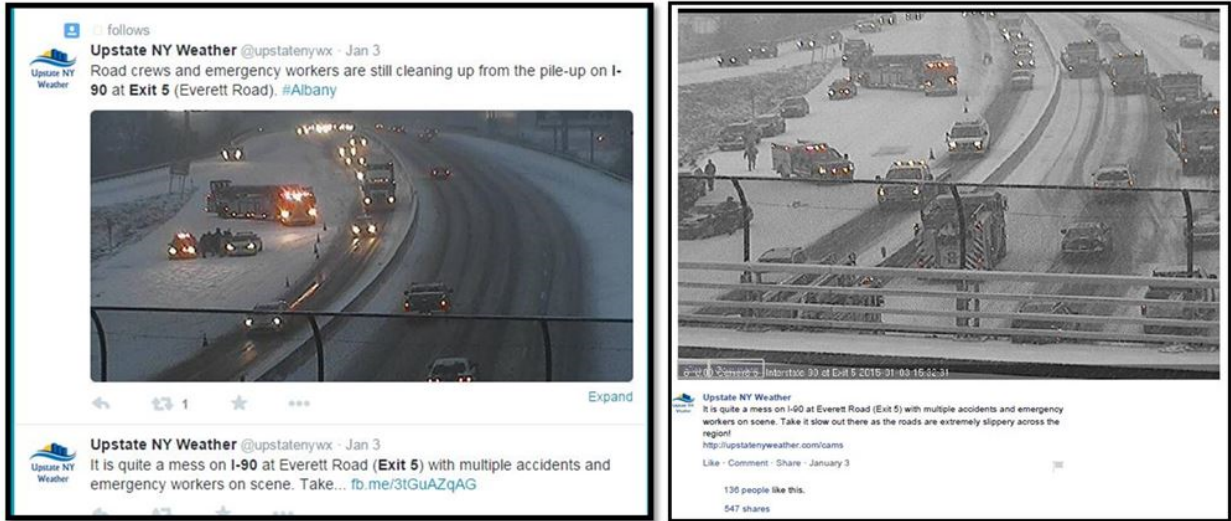 follows
Upstate NY Weather @upstatenywx · Jan 3
Road crews and emergency workers are still cleaning up from the pile-up on I-
90 at Exit 5 (Everett Road). #Albany
Upstate NY
Weather
1
Expand
Upstate NY Weather @upstatenywx · Jan 3
It is quite a mess on I-90 at Everett Road (Exit 5) with multiple accidents and
emergency workers on scene. Take... fb.me/3tGuAZqAG
Upstate NY
Weather
Interstate 90 at Exit 5 2015-01-03 15:32:31
Upstate NY Weather
It is quite a mess on I-90 at Everett Road (Exit 5) with multiple accidents and emergency
workers on scene. Take it slow out there as the roads are extremely slippery across the
region!
http://upstatenyweather.com/cams
Like · Comment · Share · January 3
136 people like this.
547 shares